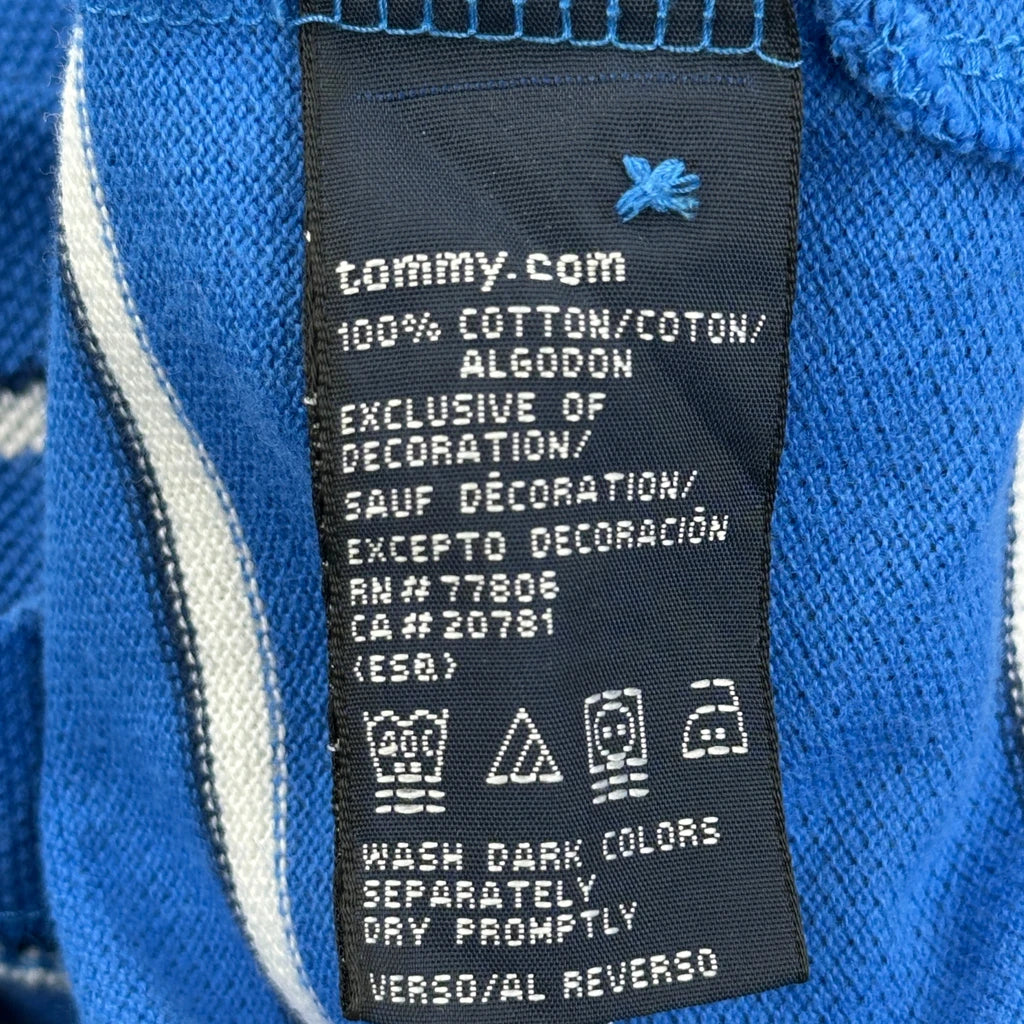 tommy.com
100% COTTON/COTON/
ALGODON
EXCLUSIVE OF
DECORATION/
SAUF DÉCORATION/
EXCEPTO DECORACIÓN
RN # 77806
CA # 20781
(ESQ)
40C
WASH DARK COLORS
SEPARATELY
DRY PROMPTLY
VERSO/AL REVERSO